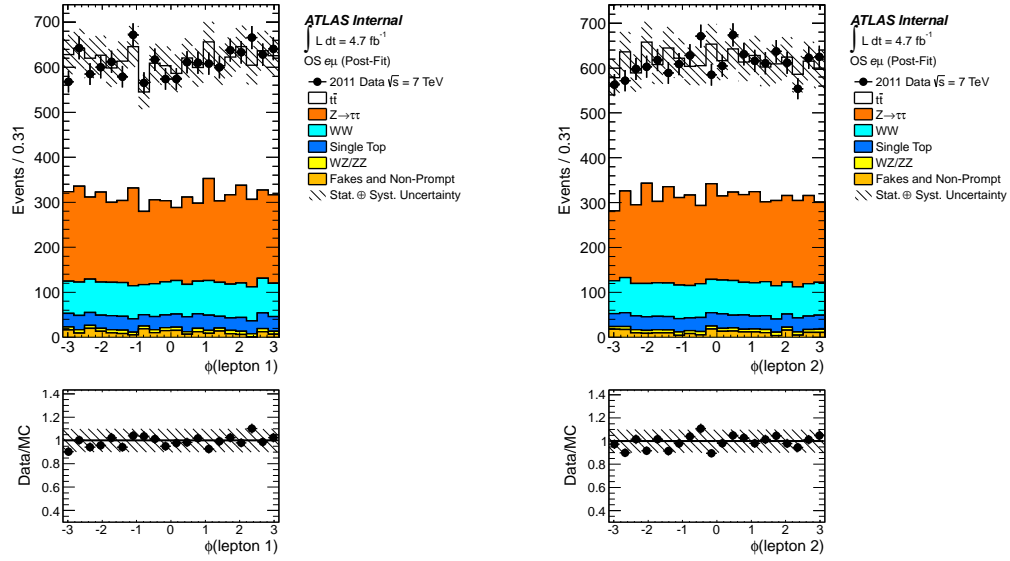 Events / 0.31
700
600
500
400
300
200
100
0
-3 -2 -1 0 1 2 3
ϕ(lepton 1)
ATLAS Internal
∫ L dt = 4.7 fb⁻¹
OS eμ (Post-Fit)
2011 Data √s = 7 TeV
tt̄
Z→ττ
WW
Single Top
WZ/ZZ
Fakes and Non-Prompt
Stat. ⊕ Syst. Uncertainty
Data/MC
1.4
1.2
1
0.8
0.6
0.4
-3 -2 -1 0 1 2 3
ϕ(lepton 1)
Events / 0.31
700
600
500
400
300
200
100
0
-3 -2 -1 0 1 2 3
ϕ(lepton 2)
ATLAS Internal
∫ L dt = 4.7 fb⁻¹
OS eμ (Post-Fit)
2011 Data √s = 7 TeV
tt̄
Z→ττ
WW
Single Top
WZ/ZZ
Fakes and Non-Prompt
Stat. ⊕ Syst. Uncertainty
Data/MC
1.4
1.2
1
0.8
0.6
0.4
-3 -2 -1 0 1 2 3
ϕ(lepton 2)